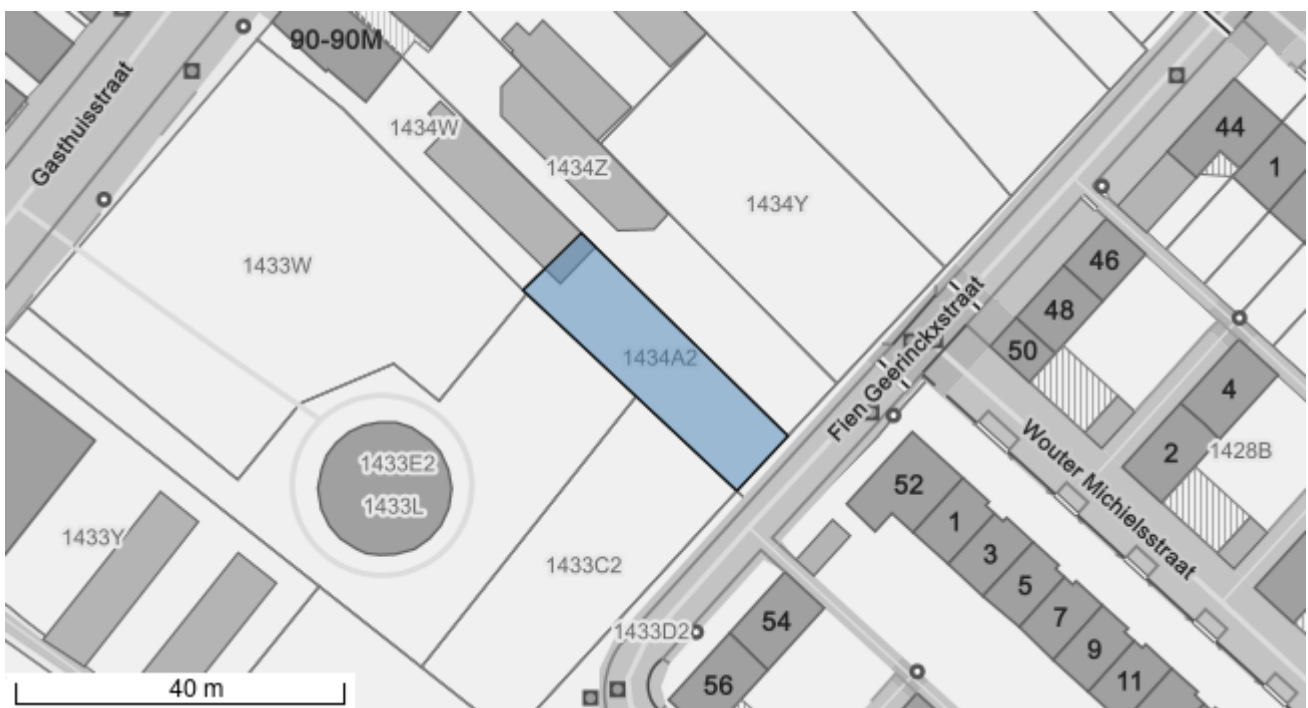 90-90M
Gasthuisstraat
1434W
1434Z
1434Y
44
1
1433W
46
48
50
Fien Geerinckxstraat
1434A2
4
2
1428B
Wouter Michielsstraat
1433E2
1433L
52
1
3
5
7
9
11
1433Y
1433C2
1433D2
54
56
40 m